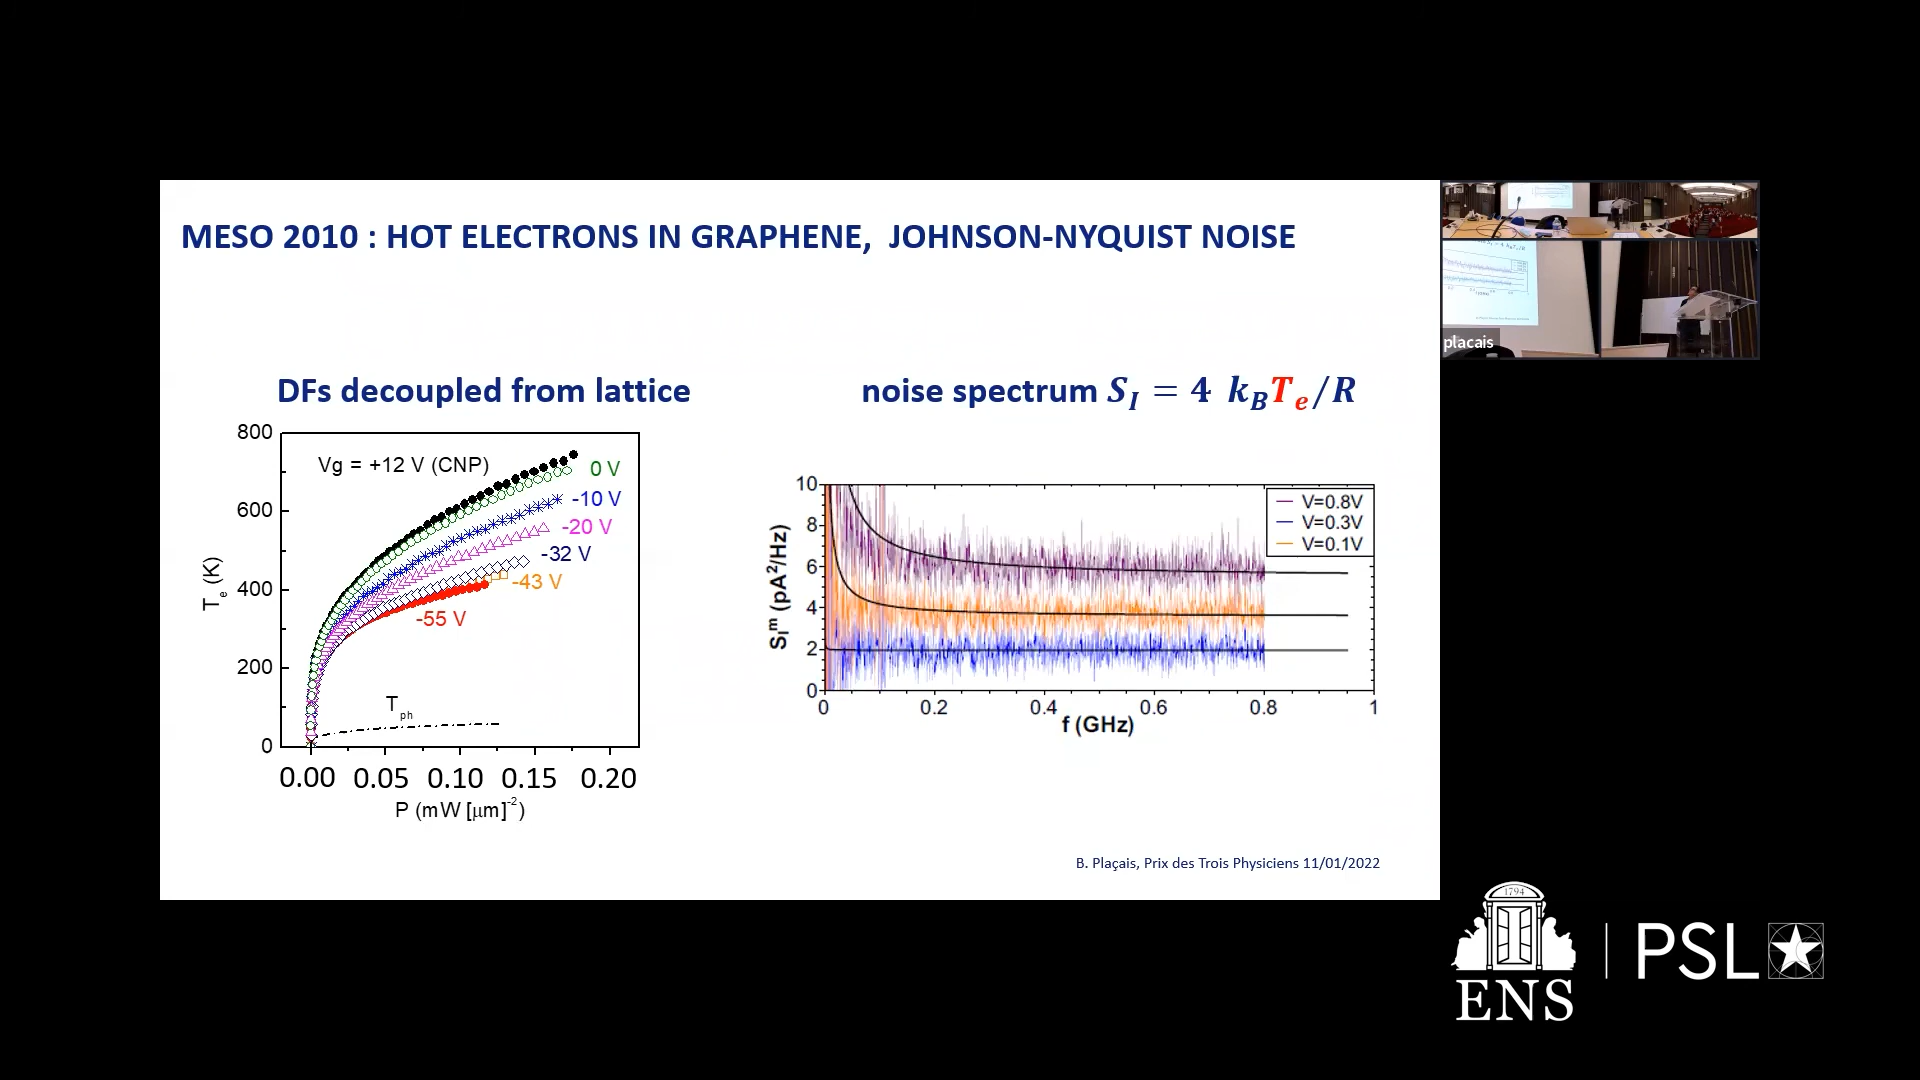 MESO 2010 : HOT ELECTRONS IN GRAPHENE, JOHNSON-NYQUIST NOISE
DFs decoupled from lattice
noise spectrum S_I = 4 k_B T_e/R
800
600
400
200
0
T_e (K)
Vg = +12 V (CNP)
0 V
-10 V
-20 V
-32 V
-43 V
-55 V
T_ph
0.00 0.05 0.10 0.15 0.20
P (mW [μm]^-2)
10
8
6
4
2
0
S_I^m (pA²/Hz)
V=0.8V
V=0.3V
V=0.1V
0 0.2 0.4 0.6 0.8 1
f (GHz)
B. Plaçais, Prix des Trois Physiciens 11/01/2022
placais
1794
ENS
PSL